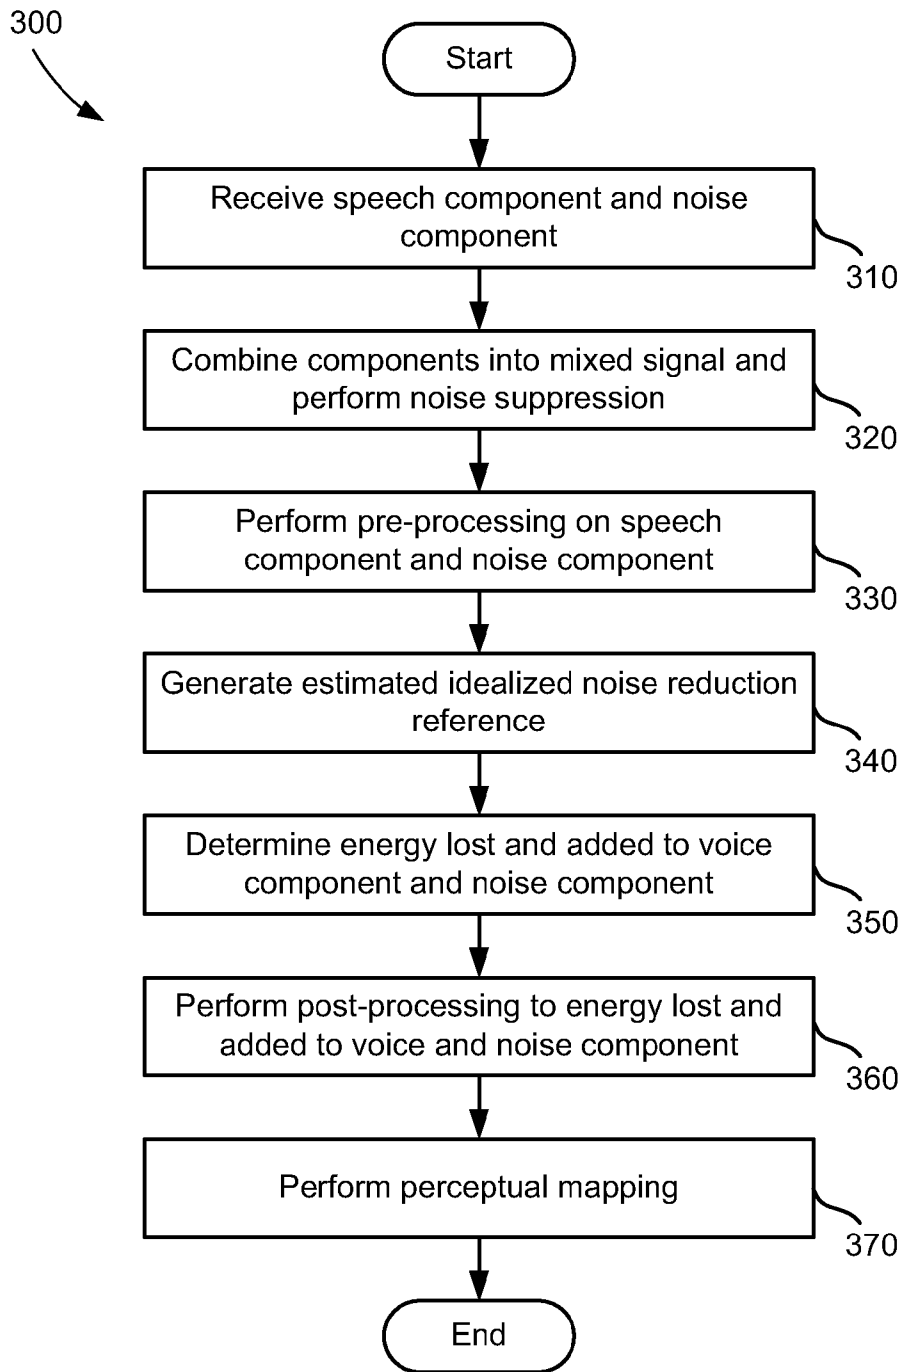 300
Start
Receive speech component and noise
component
310
Combine components into mixed signal and
perform noise suppression
320
Perform pre-processing on speech
component and noise component
330
Generate estimated idealized noise reduction
reference
340
Determine energy lost and added to voice
component and noise component
350
Perform post-processing to energy lost and
added to voice and noise component
360
Perform perceptual mapping
370
End